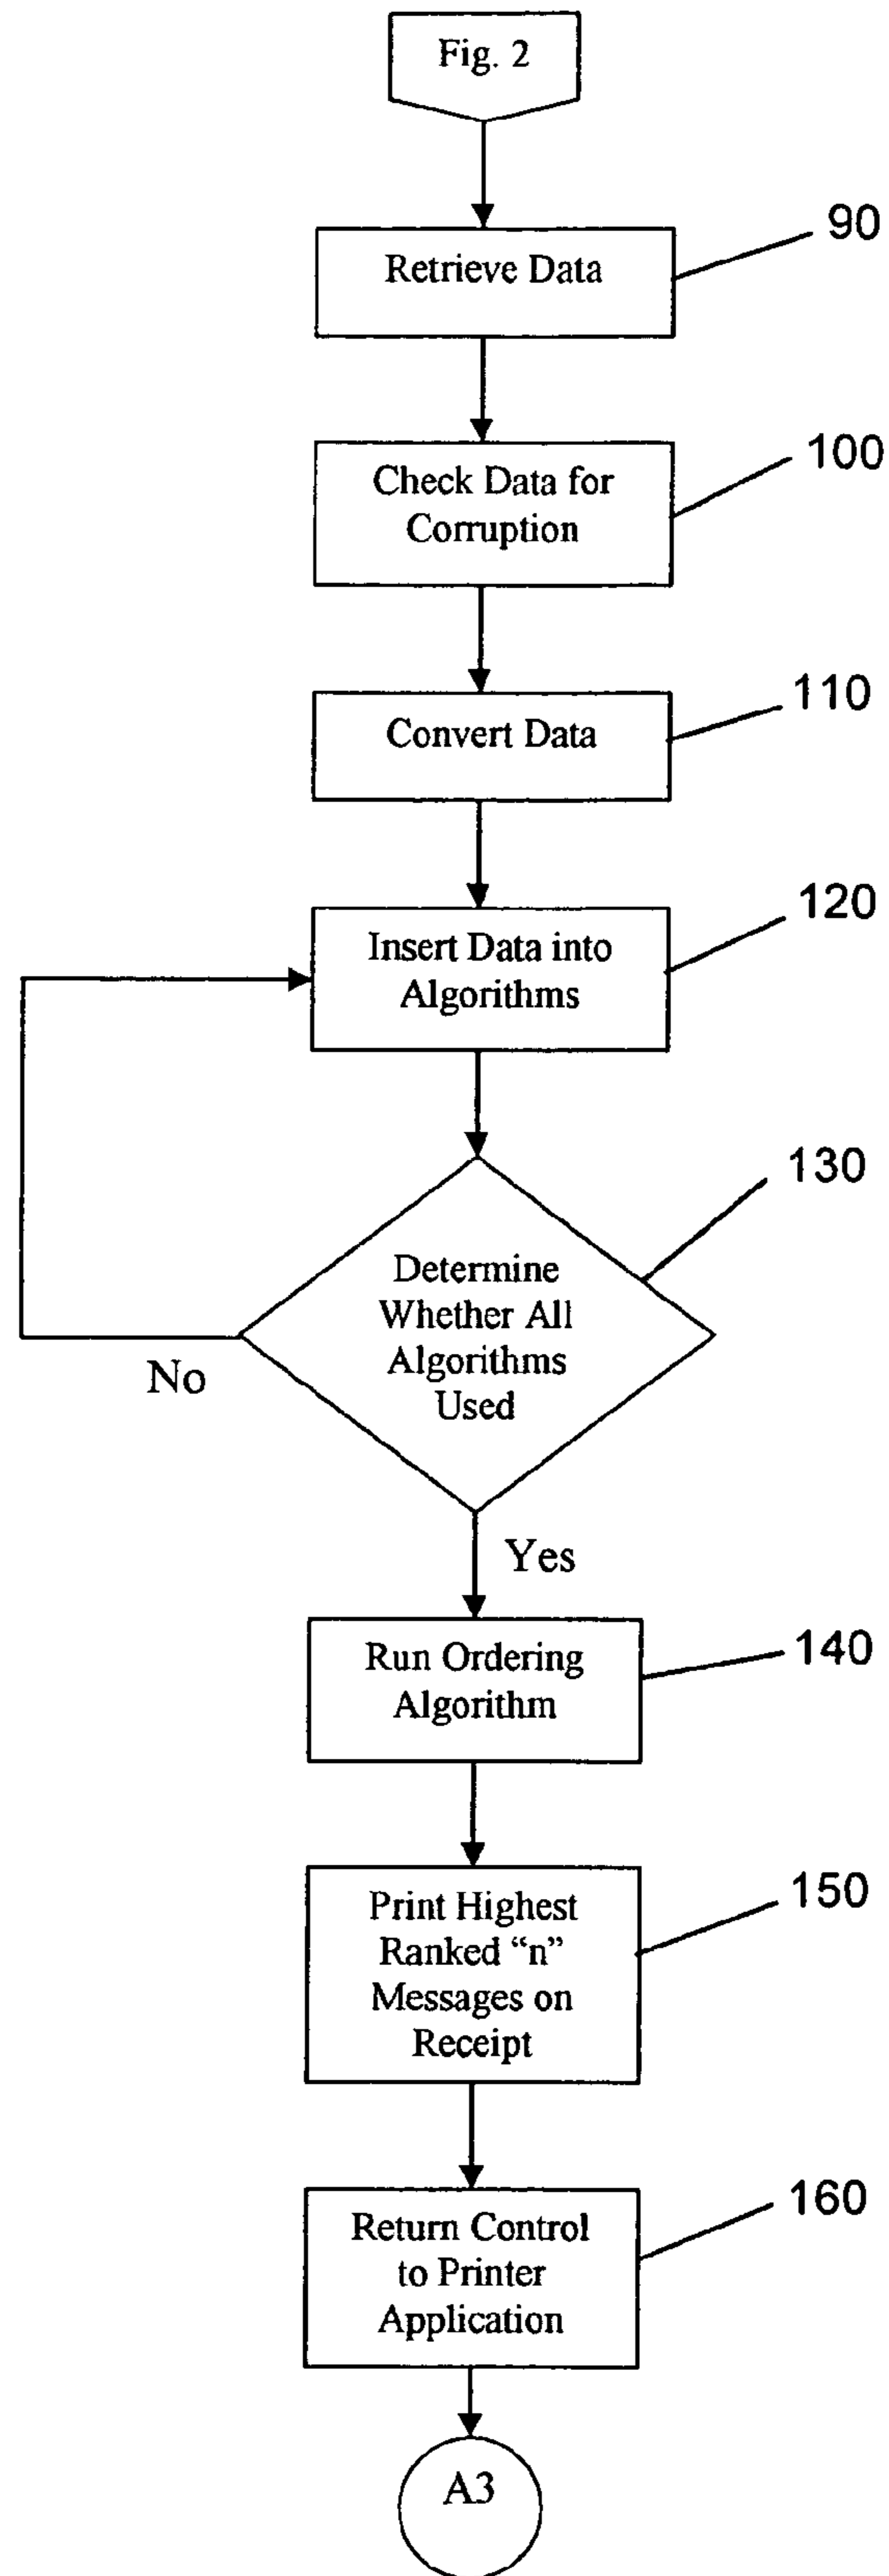 Fig. 2
90
Retrieve Data
100
Check Data for
Corruption
110
Convert Data
120
Insert Data into
Algorithms
130
Determine
Whether All
Algorithms
Used
No
Yes
140
Run Ordering
Algorithm
150
Print Highest
Ranked “n”
Messages on
Receipt
160
Return Control
to Printer
Application
A3